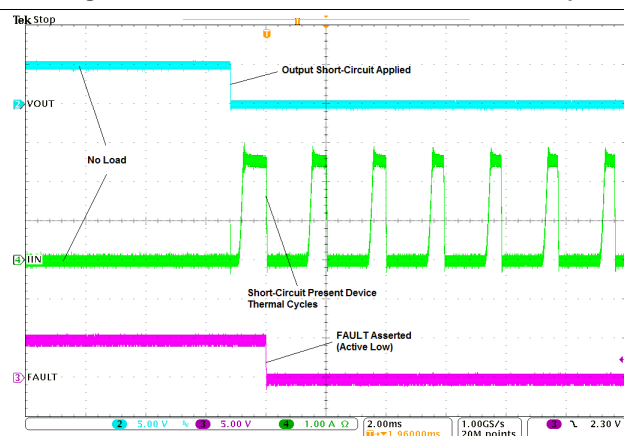 Tek Stop
T
Output Short-Circuit Applied
2 VOUT
No Load
4 IIN
Short-Circuit Present Device
Thermal Cycles
FAULT Asserted
(Active Low)
3 FAULT
2 5.00 V 3 5.00 V 4 1.00 A Ω
2.00ms
1.96000ms
1.00GS/s
20M points
3 2.30 V